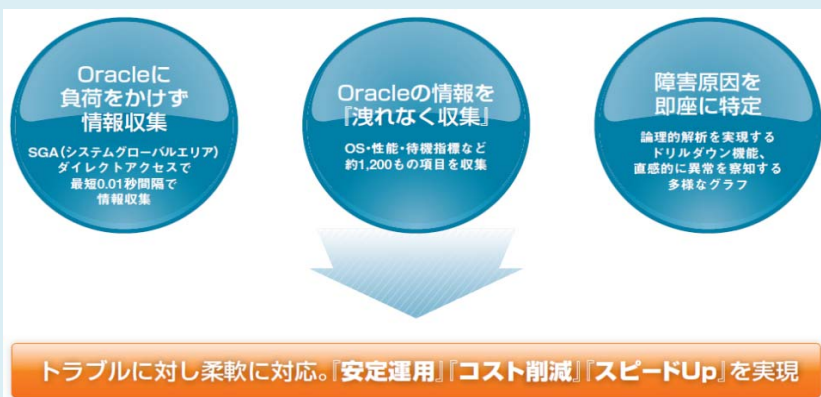 Oracleに
負荷をかけず
情報収集
SGA(システムグローバルエリア)
ダイレクトアクセスで
最短0.01秒間隔で
情報収集
Oracleの情報を
『洩れなく収集』
OS・性能・待機指標など
約1,200もの項目を収集
障害原因を
即座に特定
論理的解析を実現する
ドリルダウン機能、
直感的に異常を察知する
多様なグラフ
トラブルに対し柔軟に対応。『安定運用』『コスト削減』『スピードUp』を実現